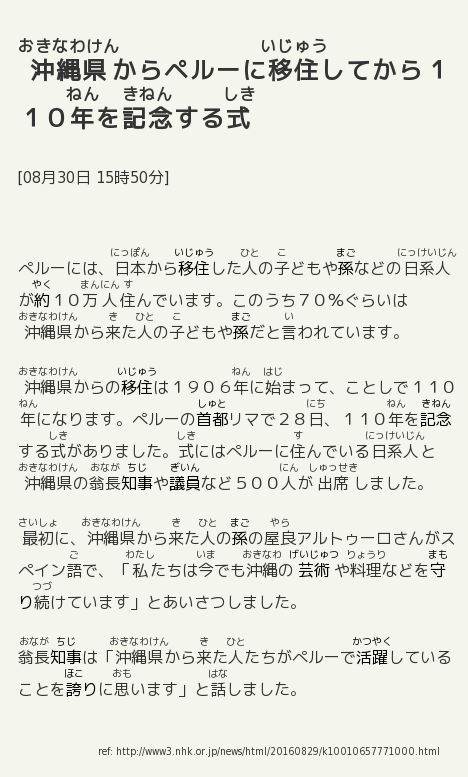 おきなわけん いじゅう
沖縄県からペルーに移住してから１
ねん きねん しき
１０年を記念する式
[08月30日 15時50分]
にっぽん いじゅう ひと こ まご にっけいじん
ペルーには、日本から移住した人の子どもや孫などの日系人
やく まんにん す
が約１０万人住んでいます。このうち７０％ぐらいは
おきなわけん き ひと こ まご い
沖縄県から来た人の子どもや孫だと言われています。
おきなわけん いじゅう ねん はじ
沖縄県からの移住は１９０６年に始まって、ことしで１１０
ねん しゅと にち ねん きねん
年になります。ペルーの首都リマで２８日、１１０年を記念
しき しき す にっけいじん
する式がありました。式にはペルーに住んでいる日系人と
おきなわけん おなが ちじ ぎいん にん しゅっせき
沖縄県の翁長知事や議員など５００人が出席しました。
さいしょ おきなわけん き ひと まご やら
最初に、沖縄県から来た人の孫の屋良アルトゥーロさんがス
ご わたし いま おきなわ げいじゅつ りょうり まも
ペイン語で、「私たちは今でも沖縄の芸術や料理などを守
つづ
り続けています」とあいさつしました。
おなが ちじ おきなわけん き ひと かつやく
翁長知事は「沖縄県から来た人たちがペルーで活躍している
ほこ おも はな
ことを誇りに思います」と話しました。
ref: http://www3.nhk.or.jp/news/html/20160829/k10010657771000.html